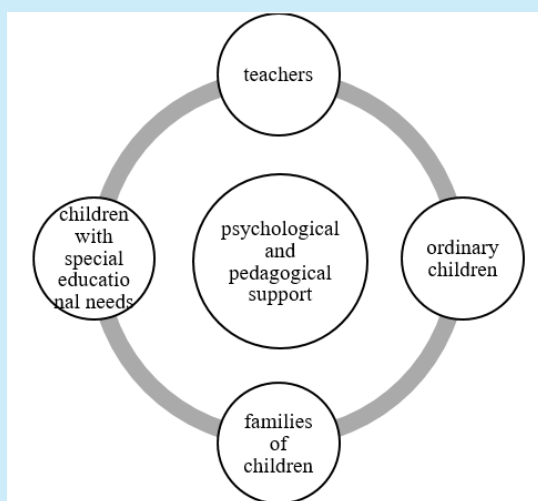 teachers
children
with
special
educatio
nal needs
psychological
and
pedagogical
support
ordinary
children
families
of
children